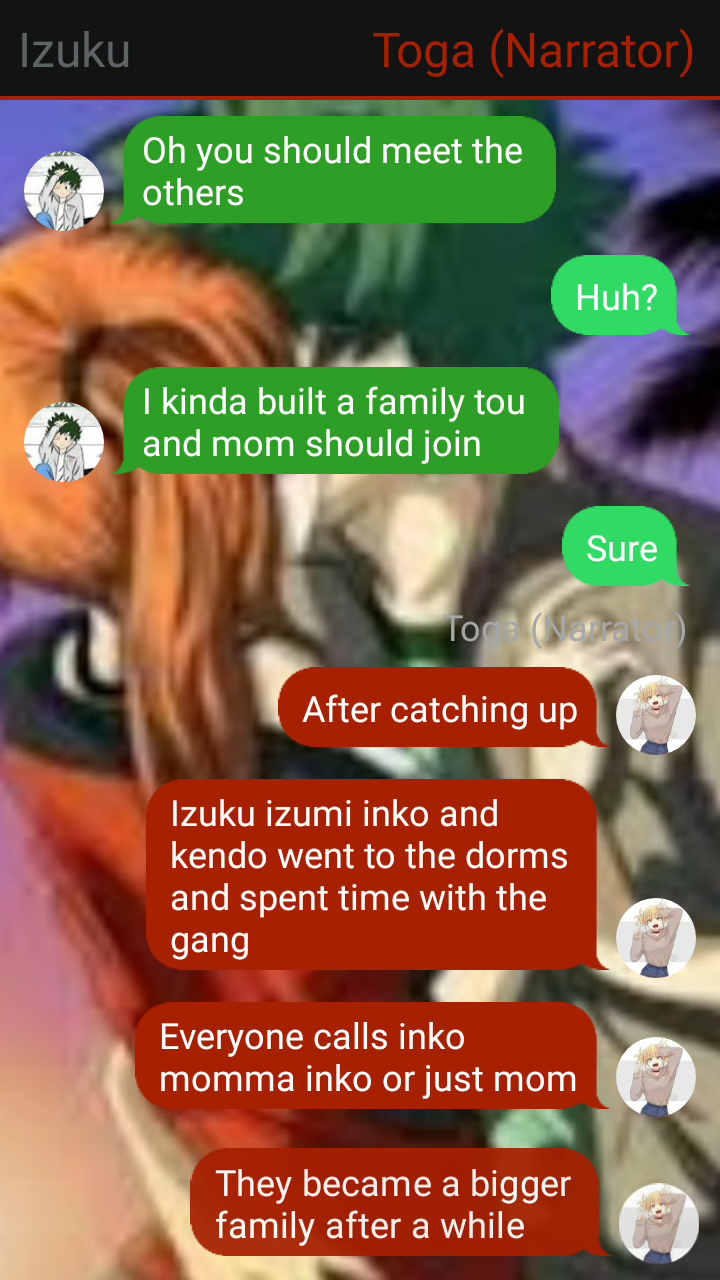 Izuku
Toga (Narrator)
Oh you should meet the
others
Huh?
I kinda built a family tou
and mom should join
Sure
Toga (Narrator)
After catching up
Izuku izumi inko and
kendo went to the dorms
and spent time with the
gang
Everyone calls inko
momma inko or just mom
They became a bigger
family after a while